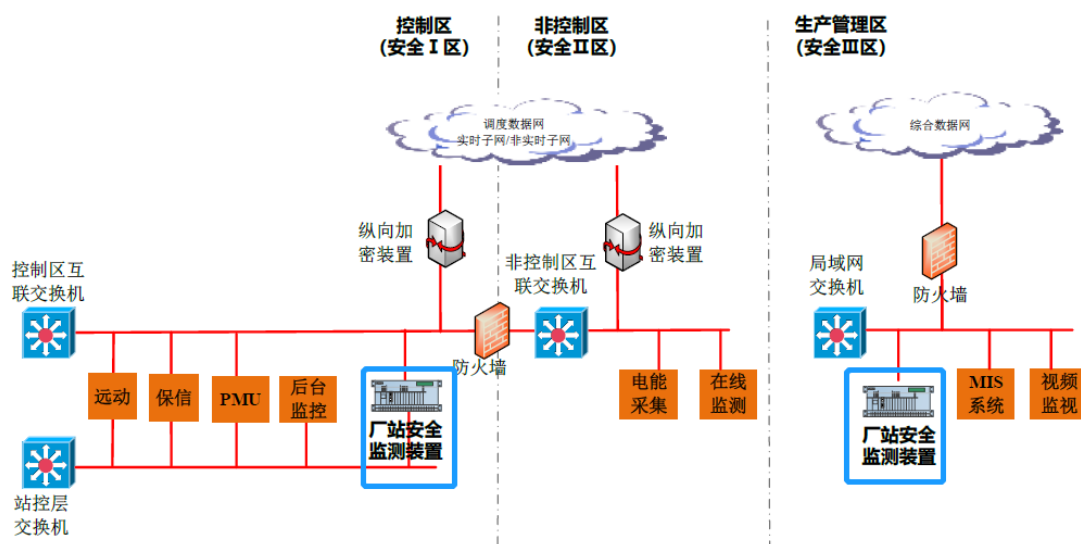 控制区
（安全Ⅰ区）
非控制区
（安全Ⅱ区）
生产管理区
（安全Ⅲ区）
调度数据网
实时子网/非实时子网
综合数据网
纵向加
密装置
纵向加
密装置
控制区互
联交换机
非控制区互
联交换机
局域网
交换机
防火墙
防火墙
远动
保信
PMU
后台
监控
电能
采集
在线
监测
MIS
系统
视频
监视
厂站安全
监测装置
厂站安全
监测装置
站控层
交换机